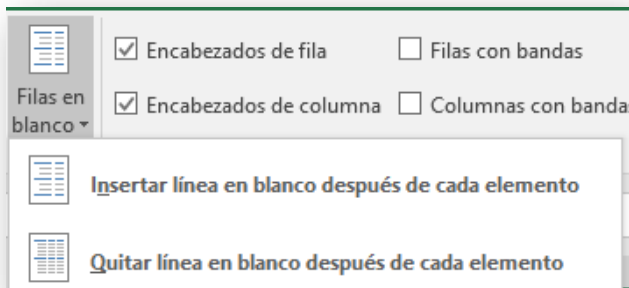 Encabezados de fila
Filas con bandas
Filas en
blanco
Encabezados de columna
Columnas con banda
Insertar línea en blanco después de cada elemento
Quitar línea en blanco después de cada elemento